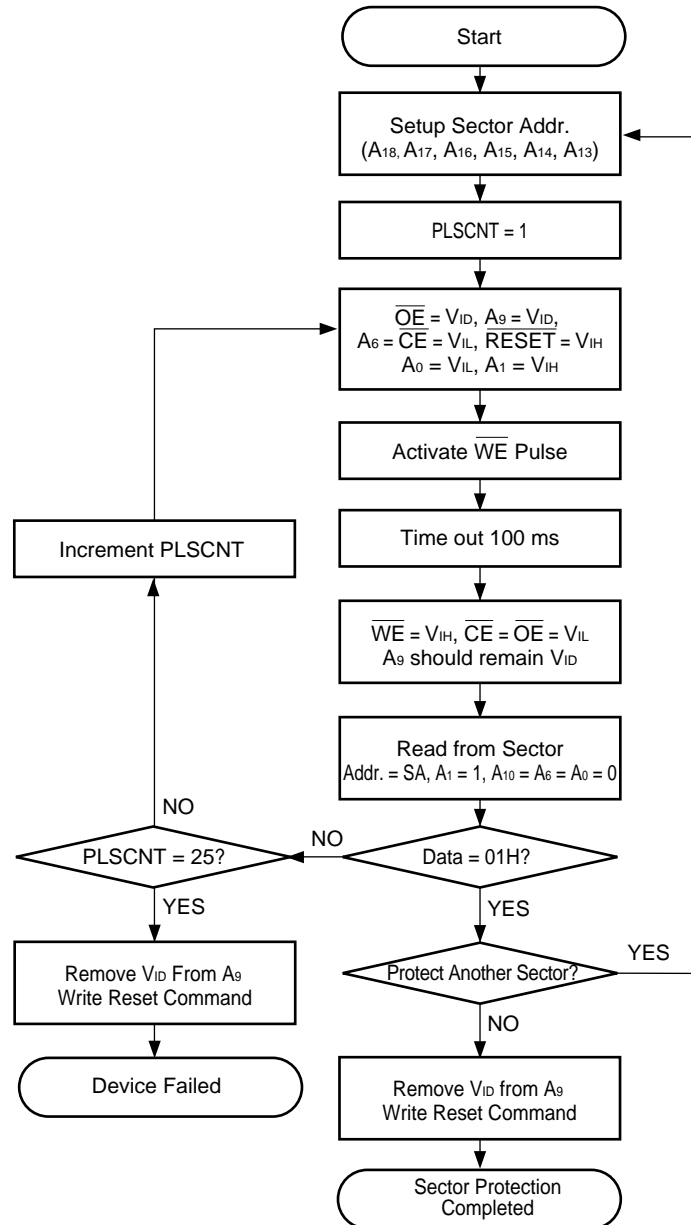 Start
Setup Sector Addr.
(A18, A17, A16, A15, A14, A13)
PLSCNT = 1
OE = VID, A9 = VID,
A6 = CE = VIL, RESET = VIH
A0 = VIL, A1 = VIH
Activate WE Pulse
Time out 100 ms
Increment PLSCNT
WE = VIH, CE = OE = VIL
A9 should remain VID
Read from Sector
Addr. = SA, A1 = 1, A10 = A6 = A0 = 0
NO
NO
PLSCNT = 25?
Data = 01H?
YES
YES
YES
Remove VID From A9
Write Reset Command
Protect Another Sector?
NO
Device Failed
Remove VID from A9
Write Reset Command
Sector Protection
Completed